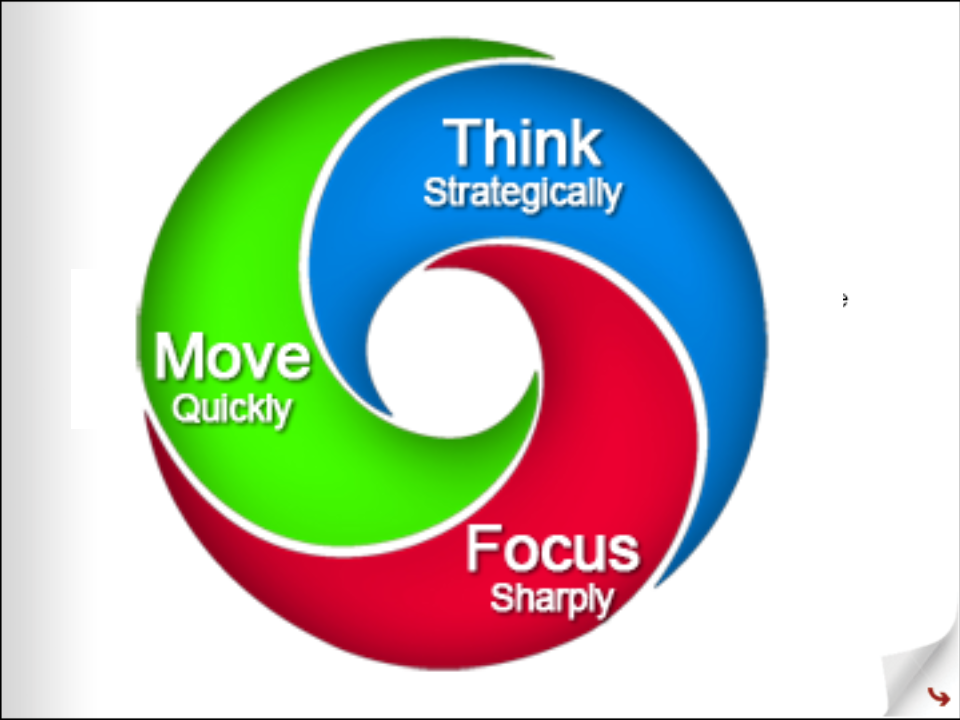 Think
Strategically
Move
Quickly
Focus
Sharply